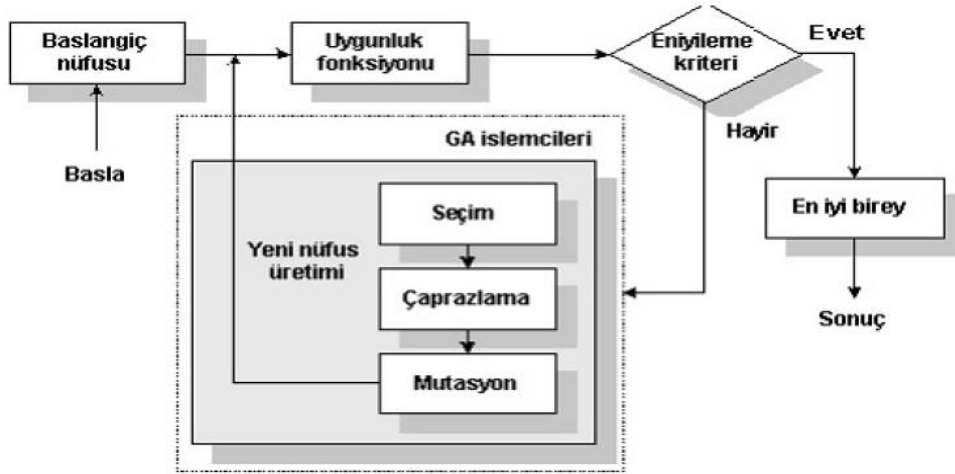 Baslangiç
nüfusu
Uygunluk
fonksiyonu
Eniyileme
kriteri
Evet
Hayir
Basla
GA islemcileri
Yeni nüfus
üretimi
Seçim
Çaprazlama
Mutasyon
En iyi birey
Sonuç